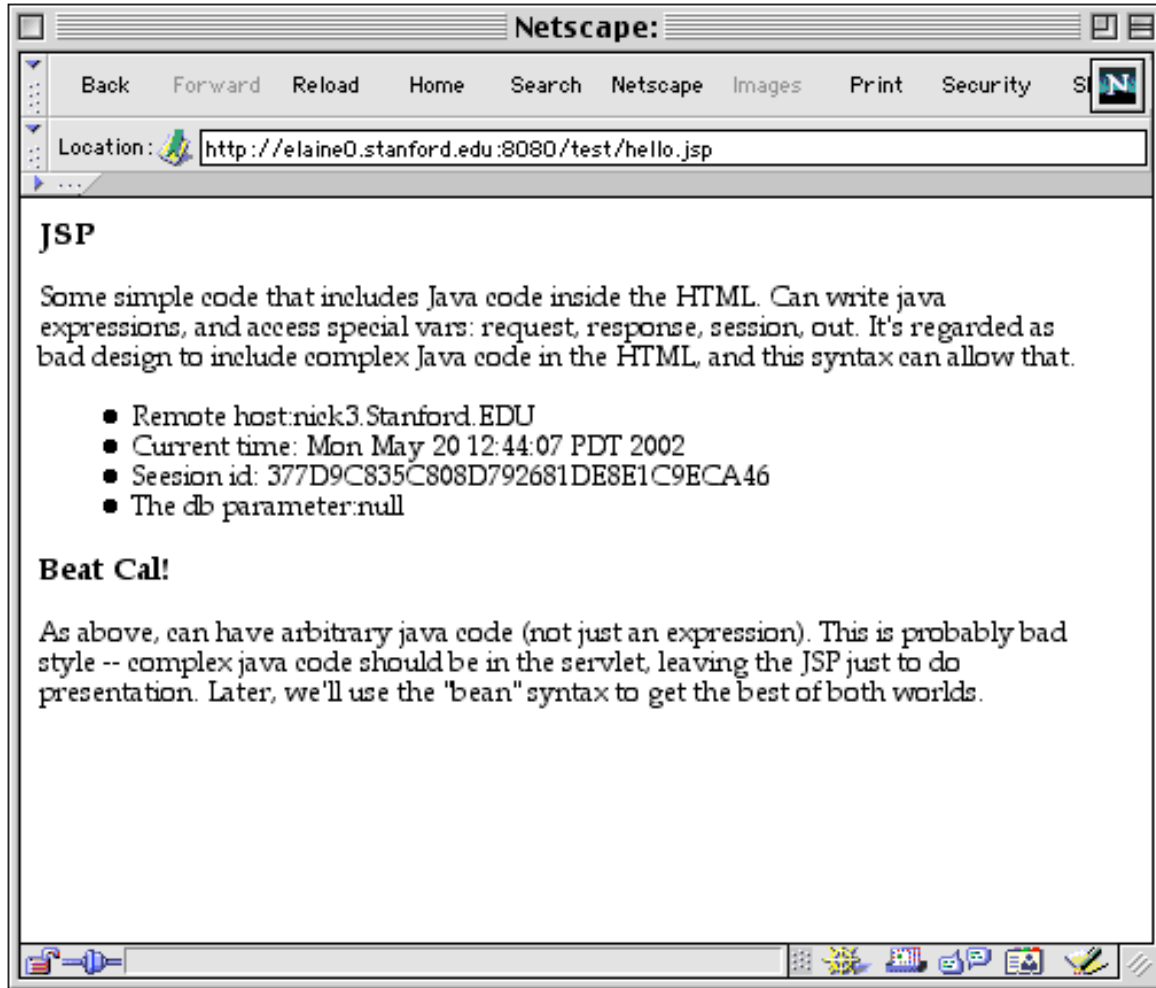 Netscape:
Back Forward Reload Home Search Netscape Images Print Security
N
Location: http://elaine0.stanford.edu:8080/test/hello.jsp
...
JSP
Some simple code that includes Java code inside the HTML. Can write java
expressions, and access special vars: request, response, session, out. It's regarded as
bad design to include complex Java code in the HTML, and this syntax can allow that.
● Remote host:nick3.Stanford.EDU
● Current time: Mon May 20 12:44:07 PDT 2002
● Seesion id: 377D9C835C808D792681DE8E1C9ECA46
● The db parameter:null
Beat Cal!
As above, can have arbitrary java code (not just an expression). This is probably bad
style -- complex java code should be in the servlet, leaving the JSP just to do
presentation. Later, we'll use the "bean" syntax to get the best of both worlds.